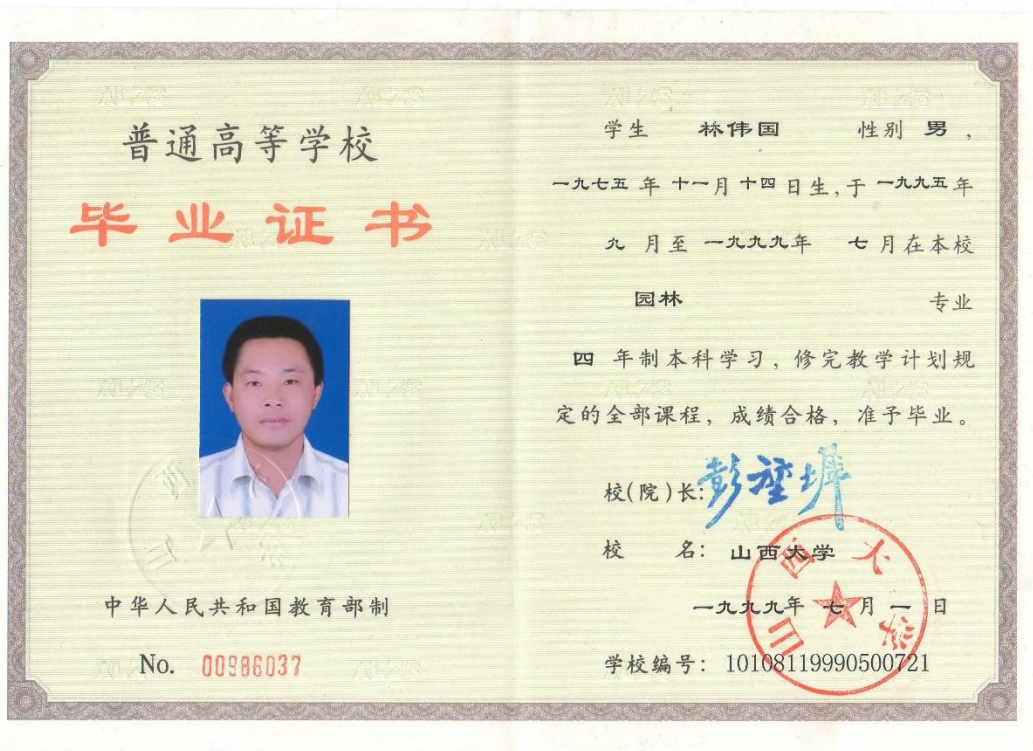 普通高等学校
毕业证书
中华人民共和国教育部制
No. 00986037
学生 林伟国 性别 男，
一九七五 年 十一月 十四 日生，于 一九九五 年
九 月至 一九九九年 七 月在本校
园林 专业
四 年制本科学习，修完教学计划规
定的全部课程，成绩合格，准予毕业。
校(院)长：
校 名：山西大学
一九九九年 七 月 一 日
学校编号：10108119990500721
山西大学